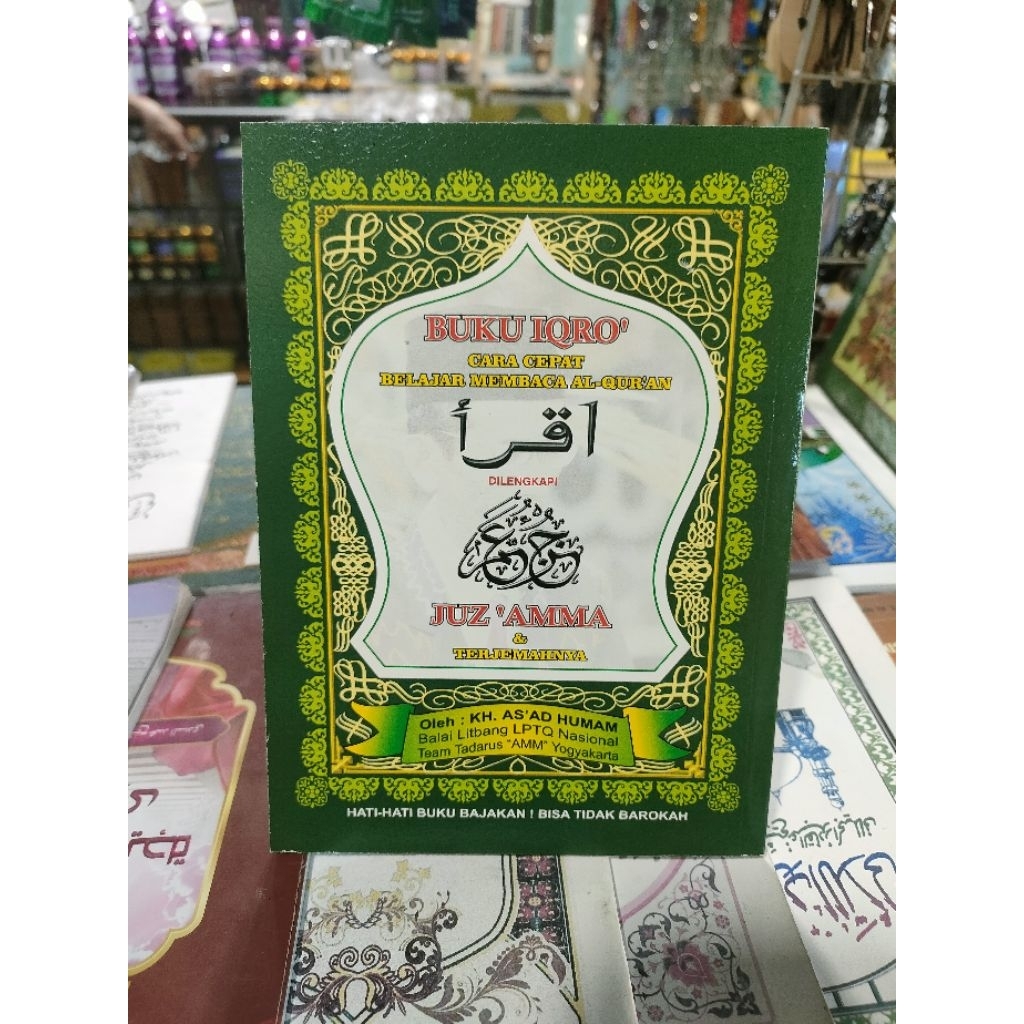 BUKU IQRO'
CARA CEPAT
BELAJAR MEMBACA AL-QUR'AN
اقرأ
DILENGKAPI
جزء عم
JUZ 'AMMA
&
TERJEMAHNYA
Oleh : KH. AS'AD HUMAM
Balai Litbang LPTQ Nasional
Team Tadarus "AMM" Yogyakarta
HATI-HATI BUKU BAJAKAN ! BISA TIDAK BAROKAH